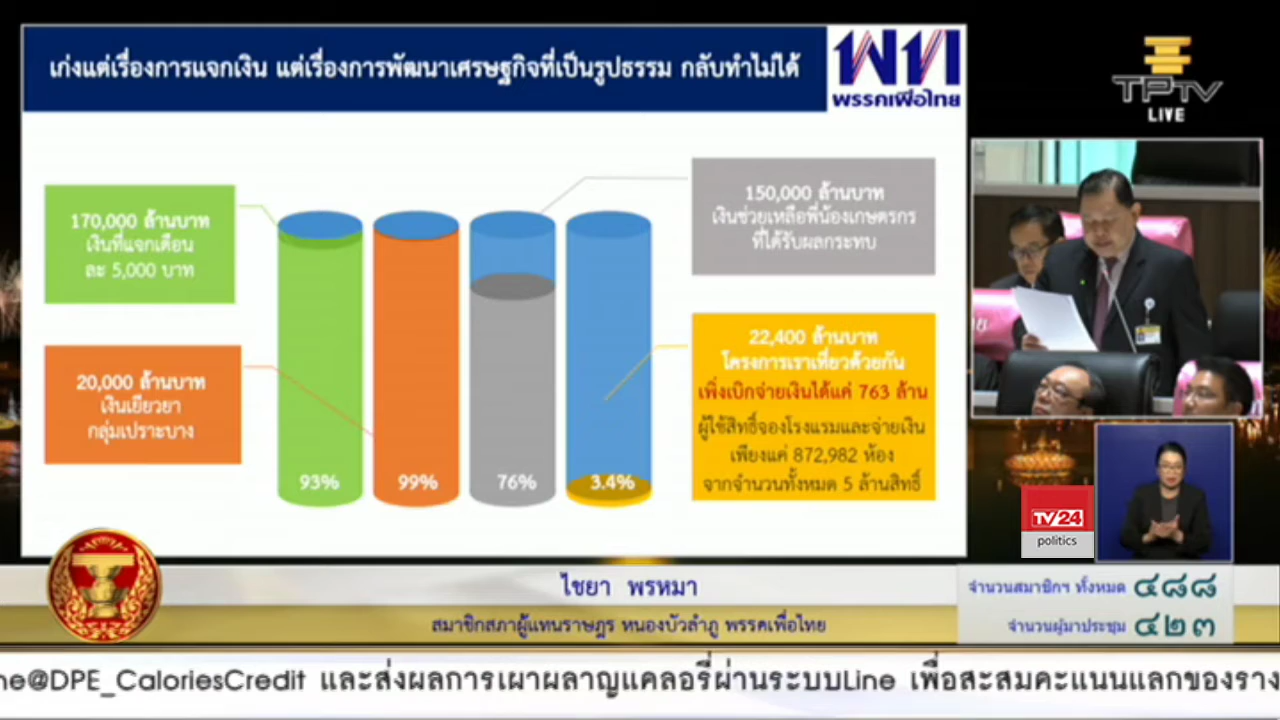 เก่งแต่เรื่องการแจกเงิน แต่เรื่องการพัฒนาเศรษฐกิจที่เป็นรูปธรรม กลับทำไม่ได้
พท
พรรคเพื่อไทย
TPTV
LIVE
170,000 ล้านบาท
เงินที่แจกเดือน
ละ 5,000 บาท
150,000 ล้านบาท
เงินช่วยเหลือพี่น้องเกษตรกร
ที่ได้รับผลกระทบ
20,000 ล้านบาท
เงินเยียวยา
กลุ่มเปราะบาง
22,400 ล้านบาท
โครงการเราเที่ยวด้วยกัน
เพิ่งเบิกจ่ายเงินได้แค่ 763 ล้าน
ผู้ใช้สิทธิ์จองโรงแรมและจ่ายเงิน
เพียงแค่ 872,982 ห้อง
จากจำนวนทั้งหมด 5 ล้านสิทธิ์
93% 99% 76% 3.4%
TV24
politics
ไชยา พรหมา
สมาชิกสภาผู้แทนราษฎร หนองบัวลำภู พรรคเพื่อไทย
จำนวนสมาชิกฯ ทั้งหมด ๔๘๘
จำนวนผู้มาประชุม ๔๒๓
ne@DPE_CaloriesCredit และส่งผลการเผาผลาญแคลอรี่ผ่านระบบLine เพื่อสะสมคะแนนแลกของราง